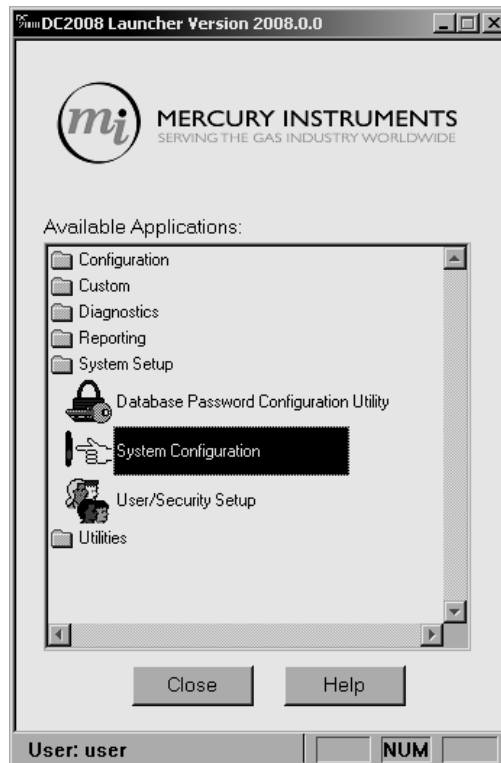 DC2008 Launcher Version 2008.0.0
mi MERCURY INSTRUMENTS
SERVING THE GAS INDUSTRY WORLDWIDE
Available Applications:
Configuration
Custom
Diagnostics
Reporting
System Setup
Database Password Configuration Utility
System Configuration
User/Security Setup
Utilities
Close Help
User: user NUM